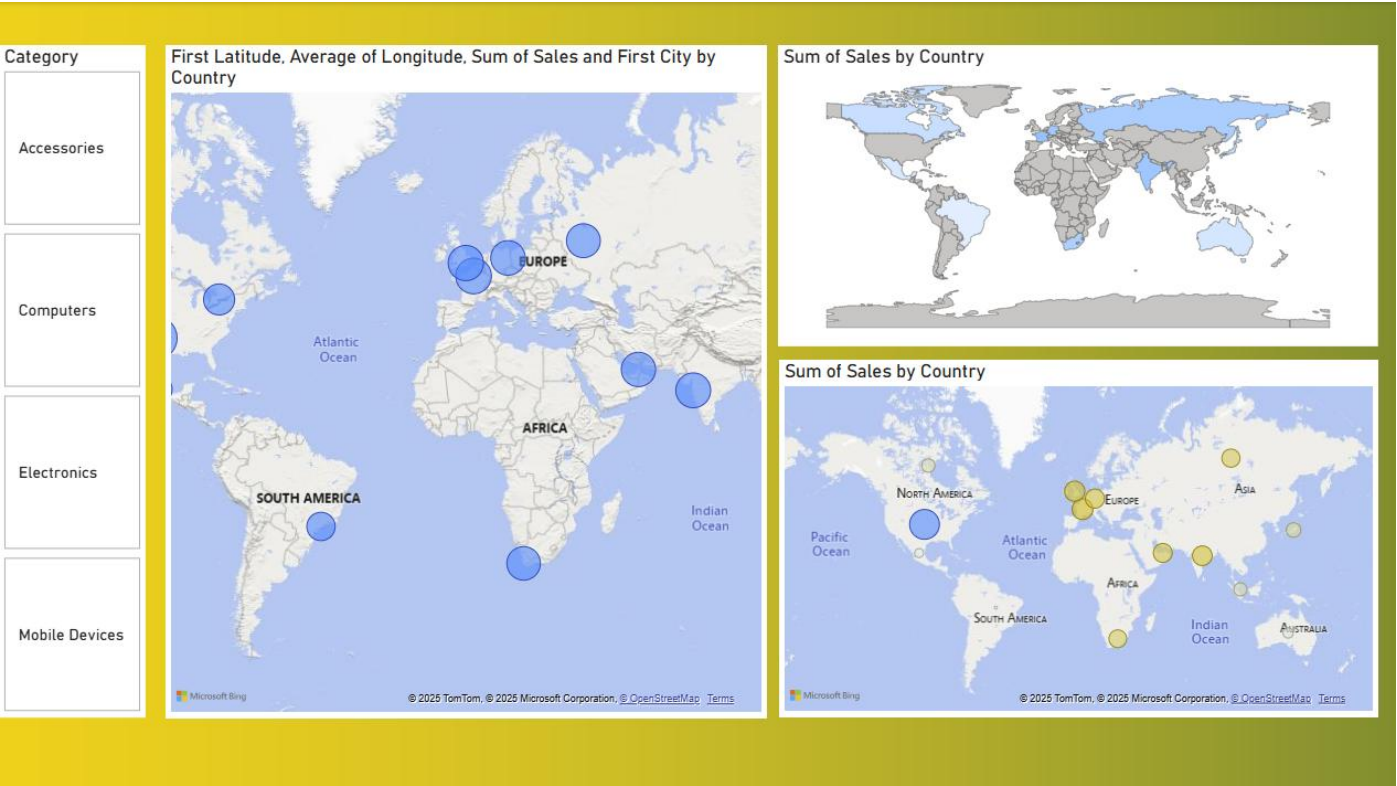 Category
Accessories
Computers
Electronics
Mobile Devices
First Latitude, Average of Longitude, Sum of Sales and First City by
Country
EUROPE
Atlantic
Ocean
AFRICA
SOUTH AMERICA
Indian
Ocean
Microsoft Bing
© 2025 TomTom, © 2025 Microsoft Corporation, © OpenStreetMap Terms
Sum of Sales by Country
Sum of Sales by Country
NORTH AMERICA
EUROPE
ASIA
Pacific
Ocean
Atlantic
Ocean
AFRICA
SOUTH AMERICA
Indian
Ocean
AUSTRALIA
Microsoft Bing
© 2025 TomTom, © 2025 Microsoft Corporation, © OpenStreetMap Terms